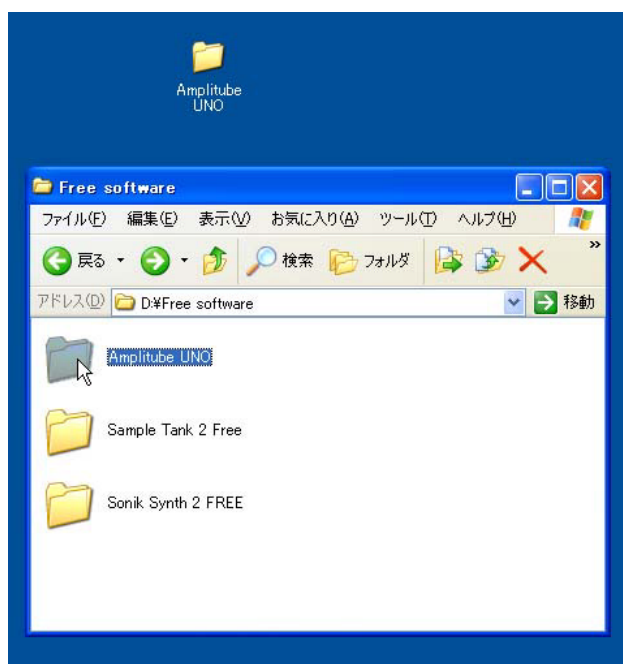 Amplitube
UNO
Free software
ファイル(F) 編集(E) 表示(V) お気に入り(A) ツール(T) ヘルプ(H)
戻る 検索 フォルダ »
アドレス(D) D:¥Free software 移動
Amplitube UNO
Sample Tank 2 Free
Sonik Synth 2 FREE